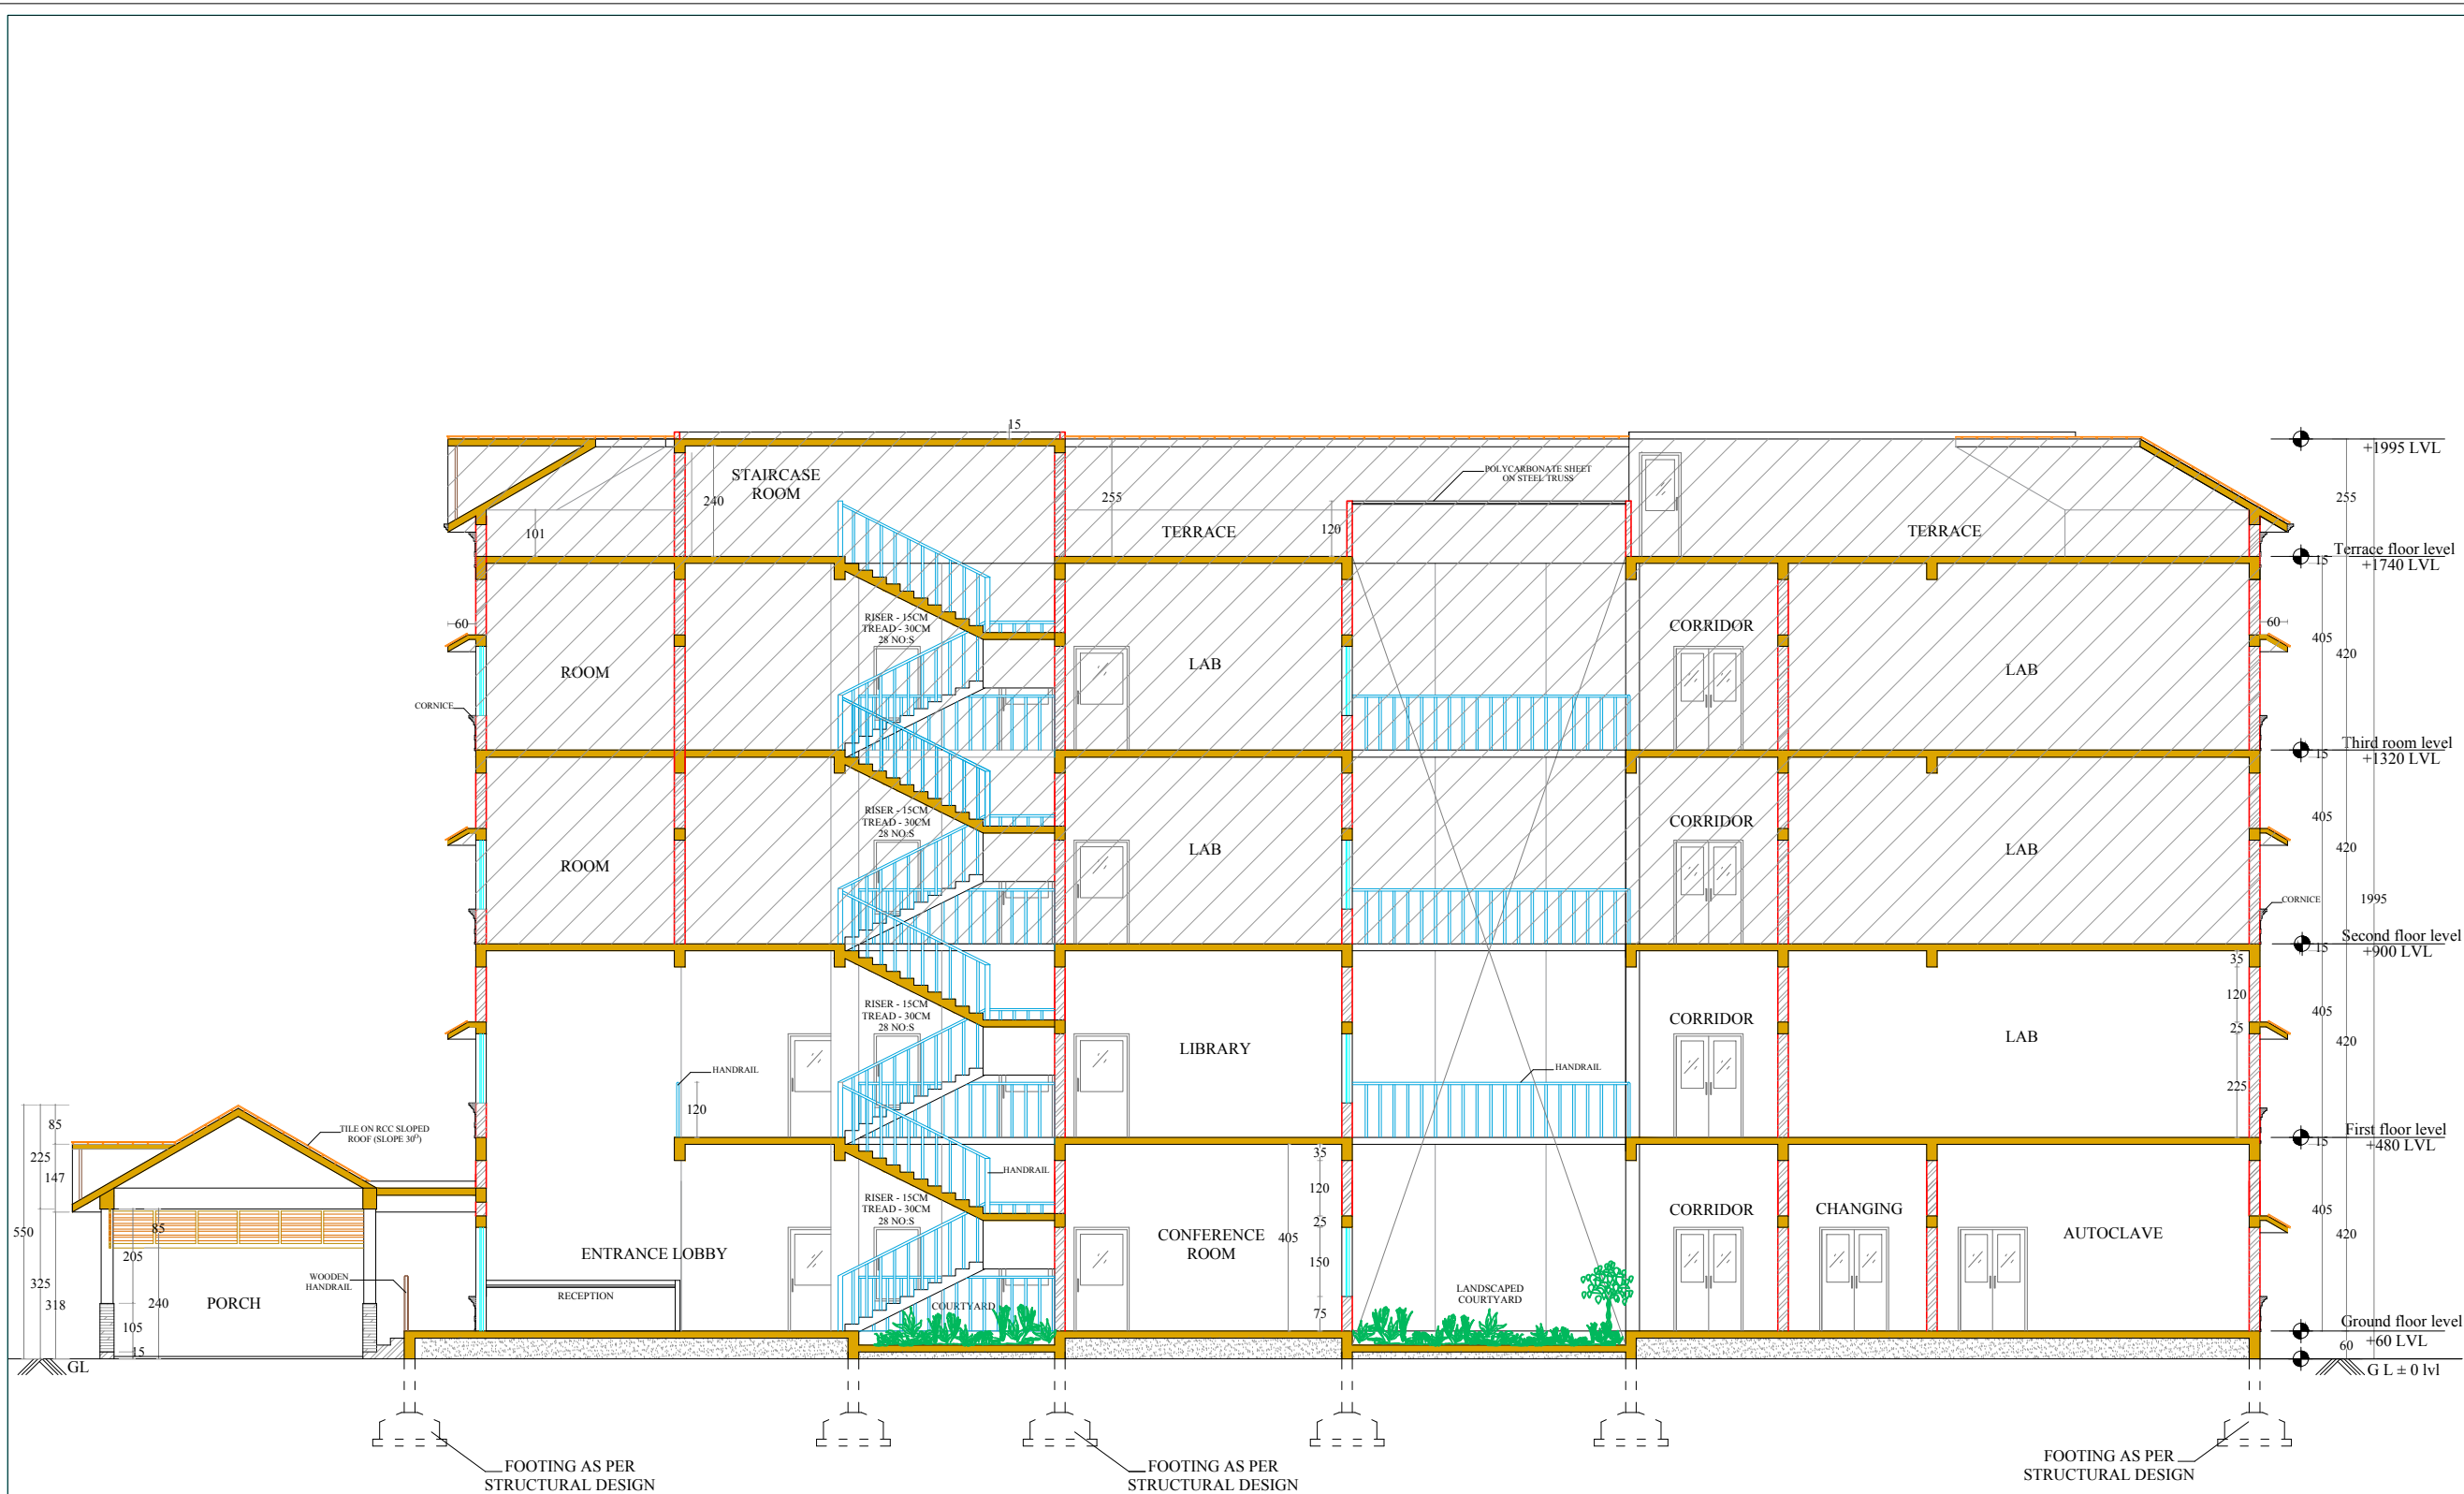 15
+1995 LVL
STAIRCASE
ROOM
240
255
POLYCARBONATE SHEET
ON STEEL TRUSS
255
101
TERRACE
120
TERRACE
Terrace floor level
15
+1740 LVL
60
RISER - 15CM
TREAD - 30CM
28 NO:S
CORRIDOR
60
405
420
ROOM
LAB
LAB
CORNICE
Third room level
15
+1320 LVL
RISER - 15CM
TREAD - 30CM
28 NO:S
CORRIDOR
405
420
ROOM
LAB
LAB
CORNICE
1995
Second floor level
15
+900 LVL
35
120
405
25
420
225
RISER - 15CM
TREAD - 30CM
28 NO:S
CORRIDOR
LAB
LIBRARY
HANDRAIL
HANDRAIL
120
First floor level
15
+480 LVL
85
225
147
TILE ON RCC SLOPED
ROOF (SLOPE 30⁰)
HANDRAIL
35
120
25
405
150
75
RISER - 15CM
TREAD - 30CM
28 NO:S
CORRIDOR
CHANGING
405
420
550
85
205
325
318
240
105
15
ENTRANCE LOBBY
CONFERENCE
ROOM
AUTOCLAVE
WOODEN
HANDRAIL
PORCH
RECEPTION
COURTYARD
LANDSCAPED
COURTYARD
Ground floor level
+60 LVL
60
GL
G L ± 0 lvl
FOOTING AS PER
STRUCTURAL DESIGN
FOOTING AS PER
STRUCTURAL DESIGN
FOOTING AS PER
STRUCTURAL DESIGN